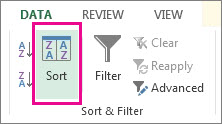 DATA REVIEW VIEW
A
Z
Z A
A Z
Z
A
Sort
Filter
Clear
Reapply
Advanced
Sort & Filter